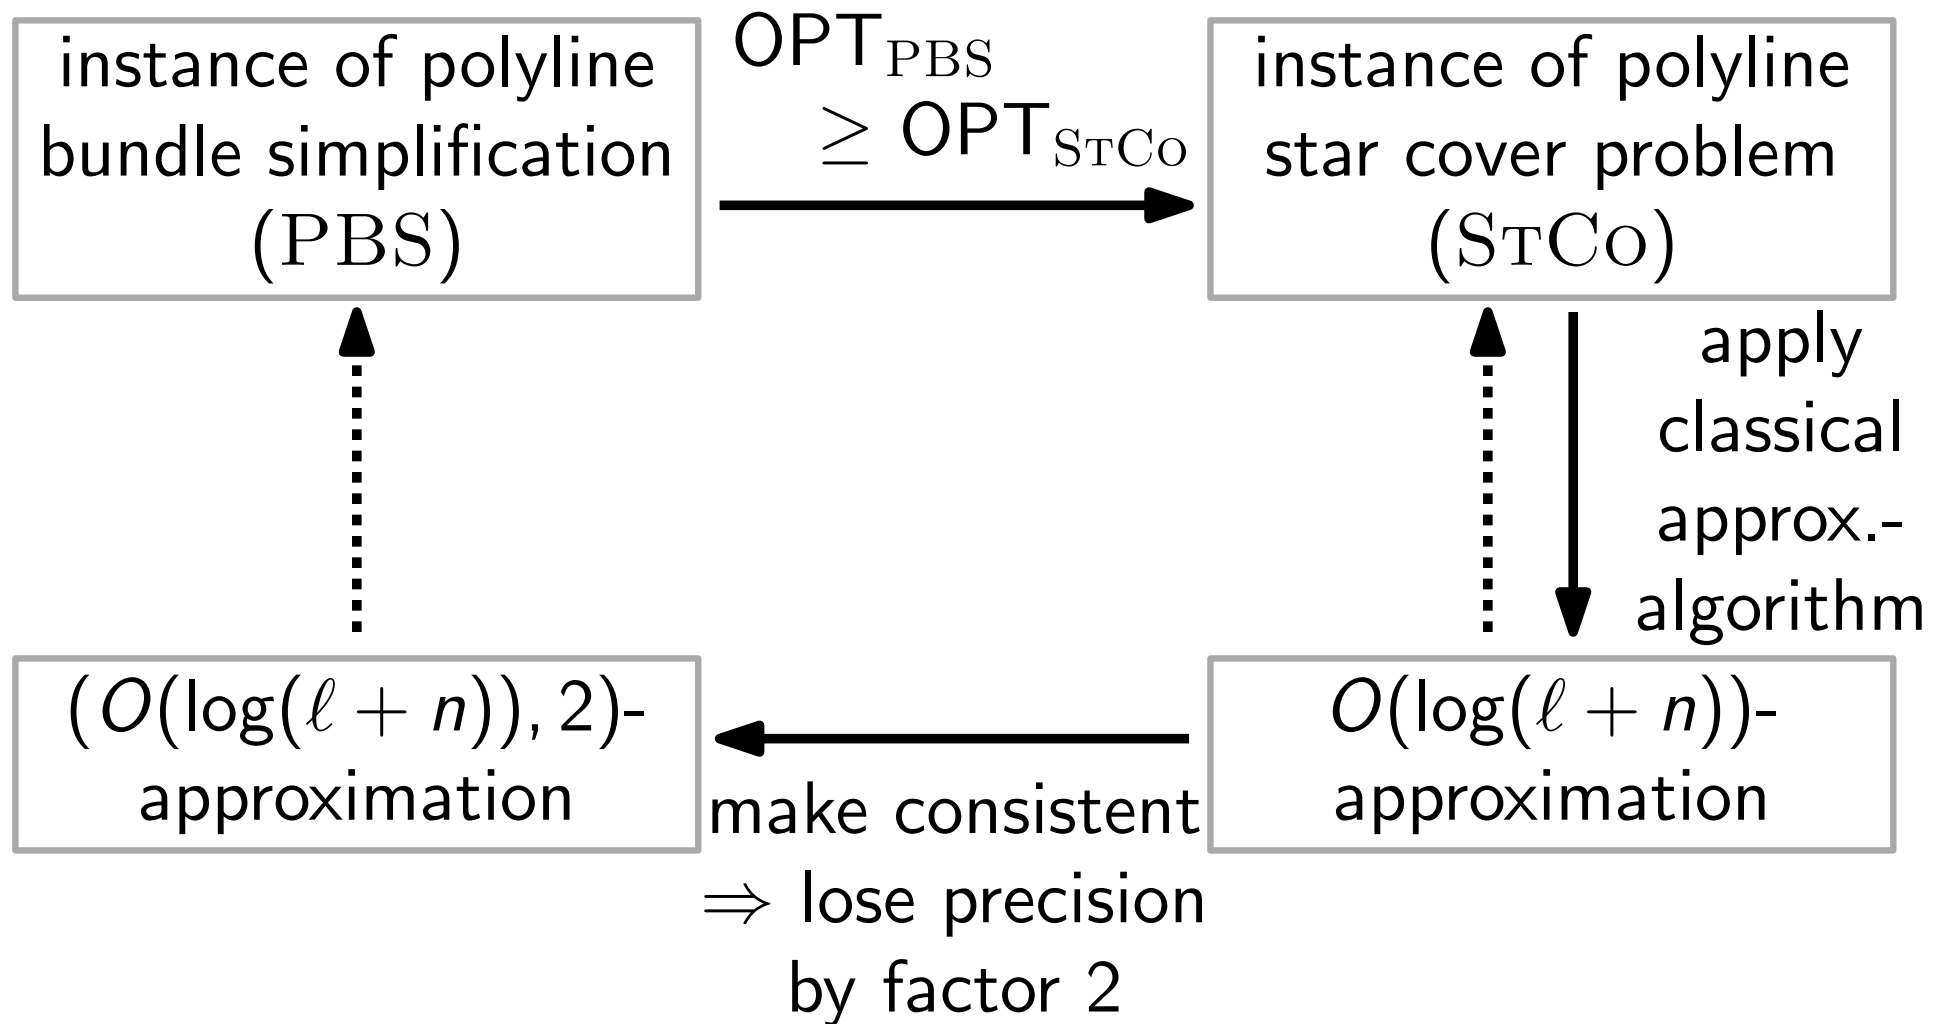 instance of polyline
bundle simplification
(PBS)
OPT_PBS
≥ OPT_StCo
instance of polyline
star cover problem
(StCo)
apply
classical
approx.-
algorithm
(O(log(ℓ + n)), 2)-
approximation
make consistent
⇒ lose precision
by factor 2
O(log(ℓ + n))-
approximation